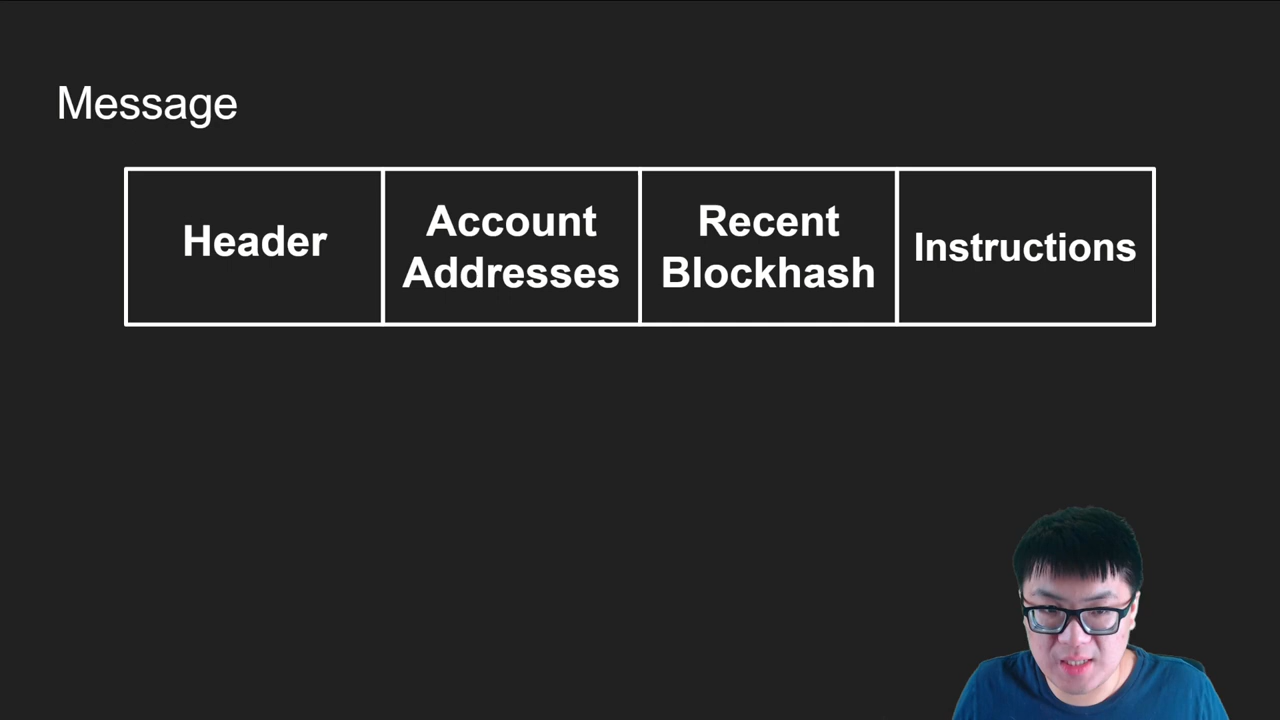 Message
Header
Account
Addresses
Recent
Blockhash
Instructions